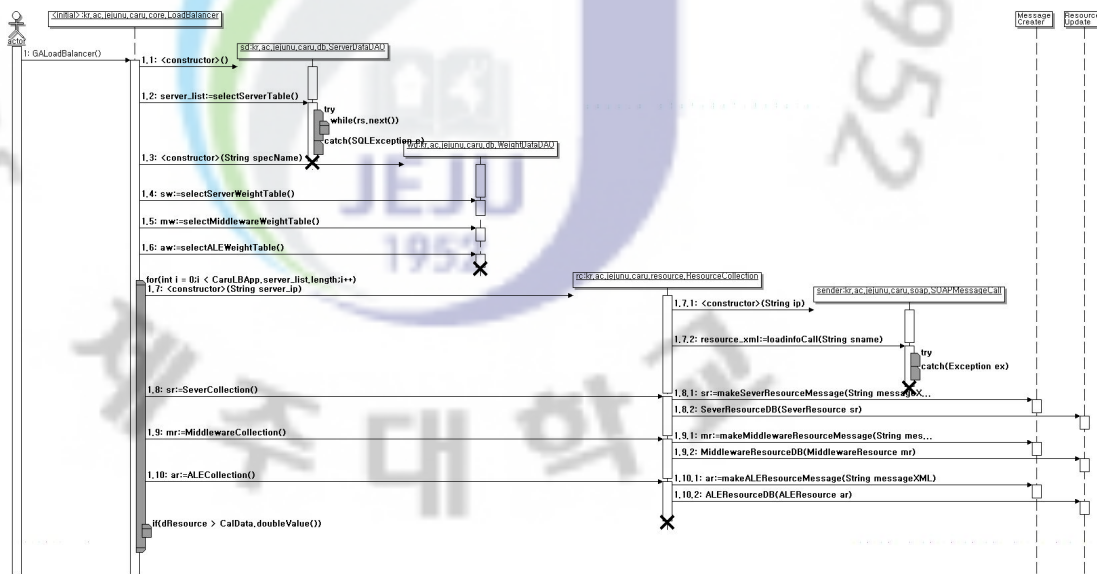 <initial>:kr.ac.jejunu.caru.core.LoadBalancer
Message
Creater
Resource
Update
actor
1: GALoadBalancer()
sd:kr.ac.jejunu.caru.db.ServerDataDAO
1.1: <constructor>()
1.2: server_list:=selectServerTable()
try
while(rs.next())
catch(SQLException e)
wd:kr.ac.jejunu.caru.db.WeightDataDAO
1.3: <constructor>(String specName)
1.4: sw:=selectServerWeightTable()
1.5: mw:=selectMiddlewareWeightTable()
1.6: aw:=selectALEWeightTable()
for(int i = 0;i < CaruLBApp.server_list.length;i++)
rc:kr.ac.jejunu.caru.resource.ResourceCollection
1.7: <constructor>(String server_ip)
sender:kr.ac.jejunu.caru.soap.SOAPMessageCall
1.7.1: <constructor>(String ip)
1.7.2: resource_xml:=loadinfoCall(String sname)
try
catch(Exception ex)
1.8: sr:=SeverCollection()
1.8.1: sr:=makeSeverResourceMessage(String messageX...
1.8.2: SeverResourceDB(SeverResource sr)
1.9: mr:=MiddlewareCollection()
1.9.1: mr:=makeMiddlewareResourceMessage(String mes...
1.9.2: MiddlewareResourceDB(MiddlewareResource mr)
1.10: ar:=ALECollection()
1.10.1: ar:=makeALEResourceMessage(String messageXML)
1.10.2: ALEResourceDB(ALEResource ar)
if(dResource > CalData.doubleValue())
JEJU
1952
952
제주대학교